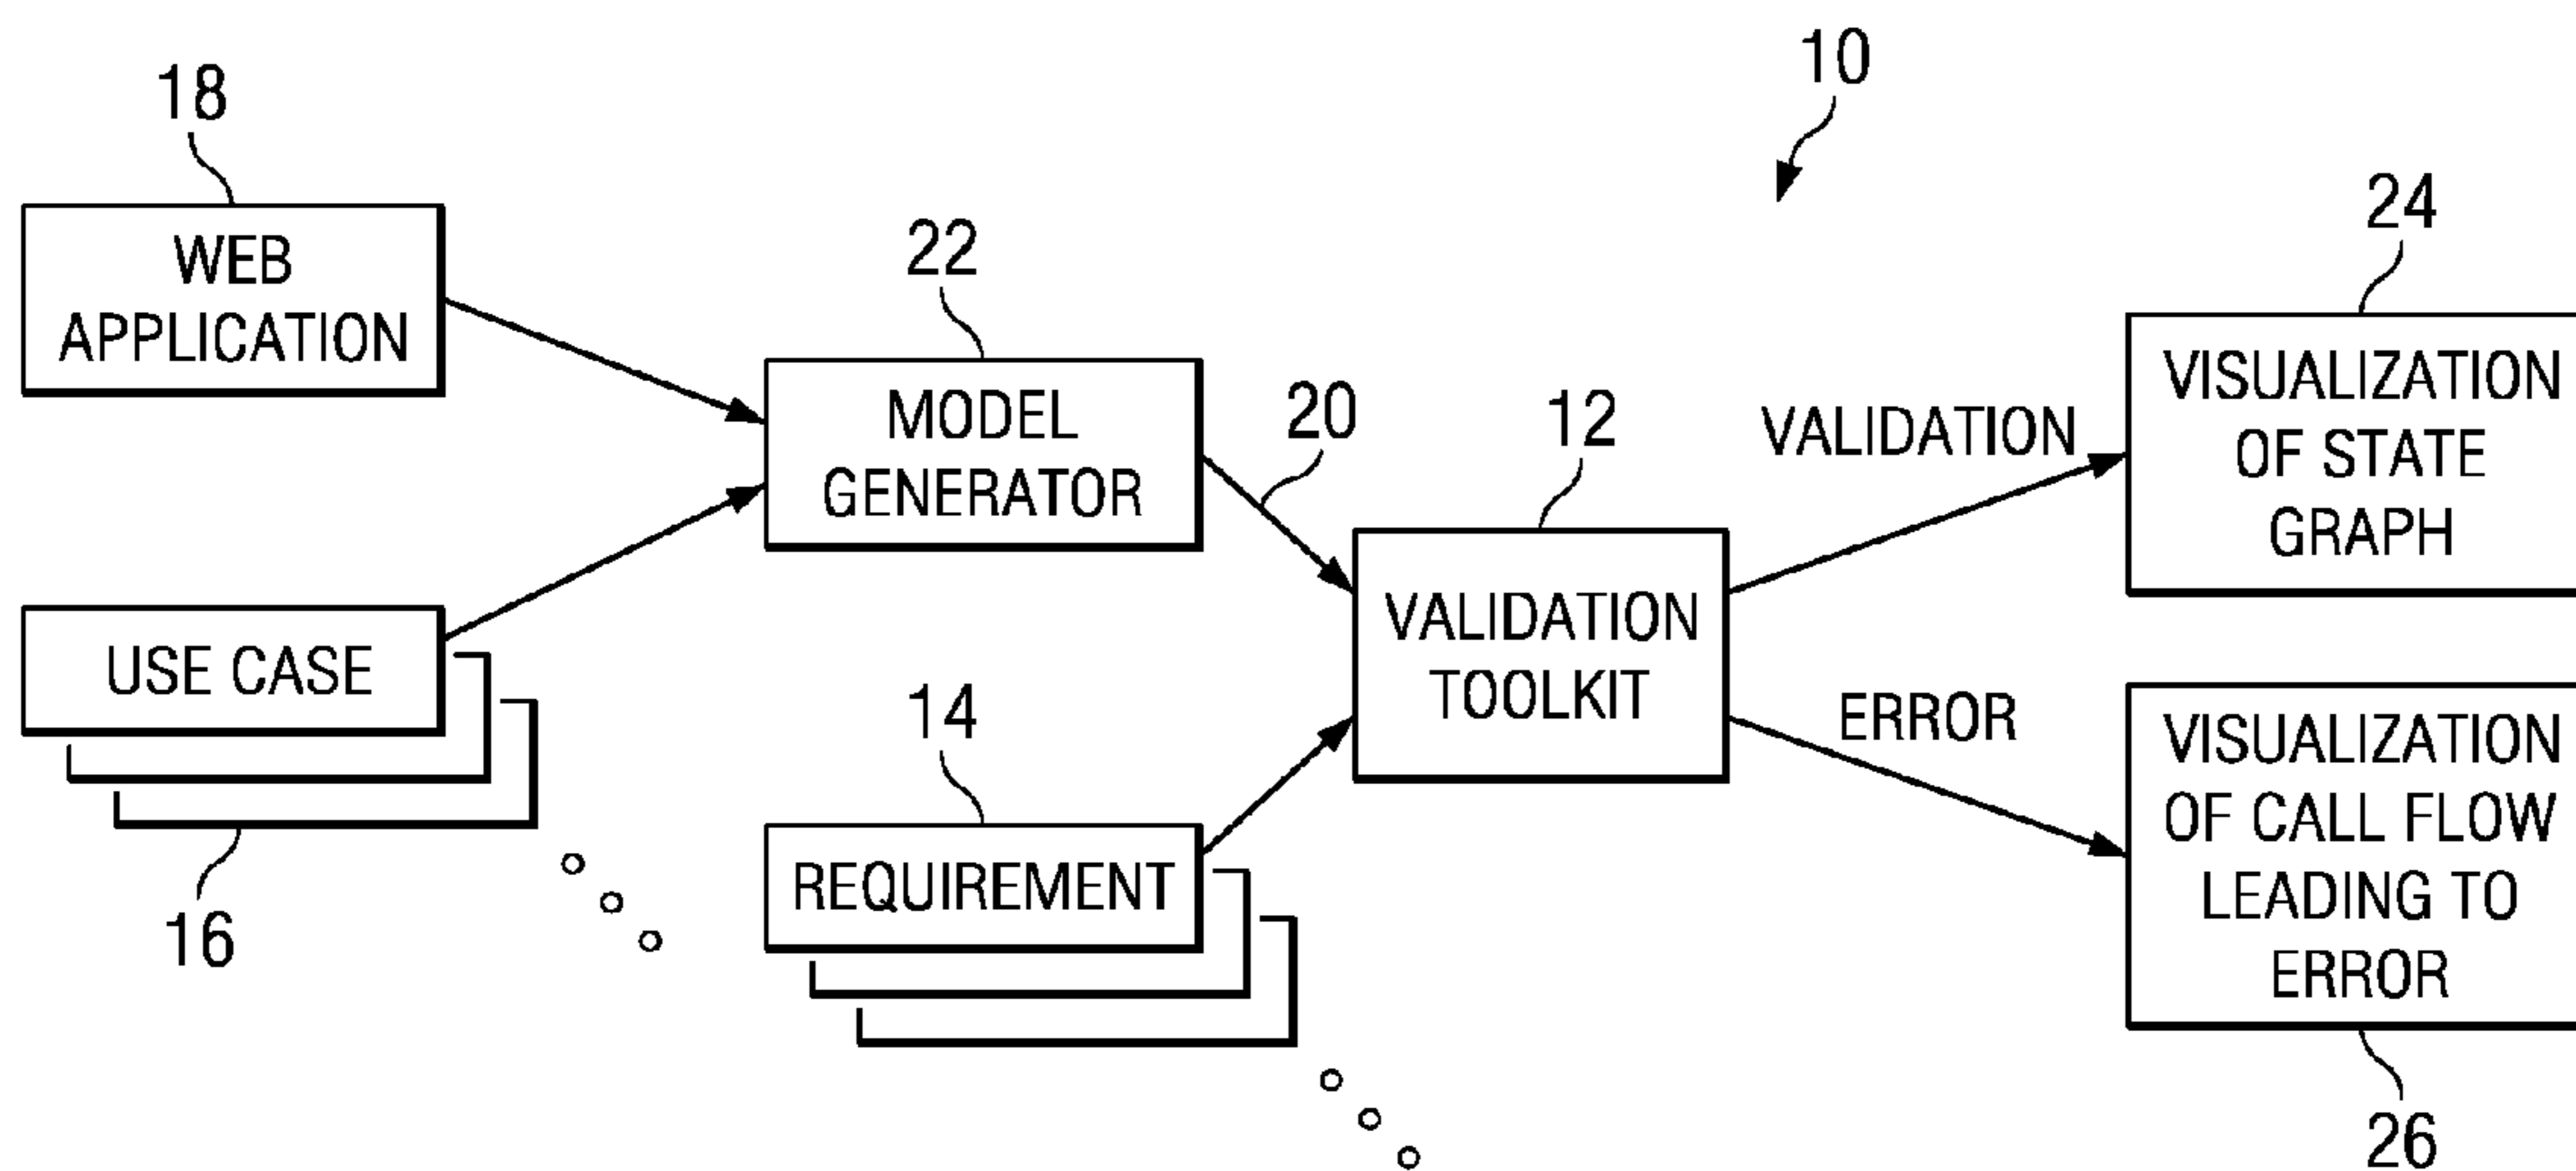 10
18
WEB
APPLICATION
22
MODEL
GENERATOR
20
12
VALIDATION
TOOLKIT
VALIDATION
24
VISUALIZATION
OF STATE
GRAPH
USE CASE
16
14
REQUIREMENT
ERROR
VISUALIZATION
OF CALL FLOW
LEADING TO
ERROR
26